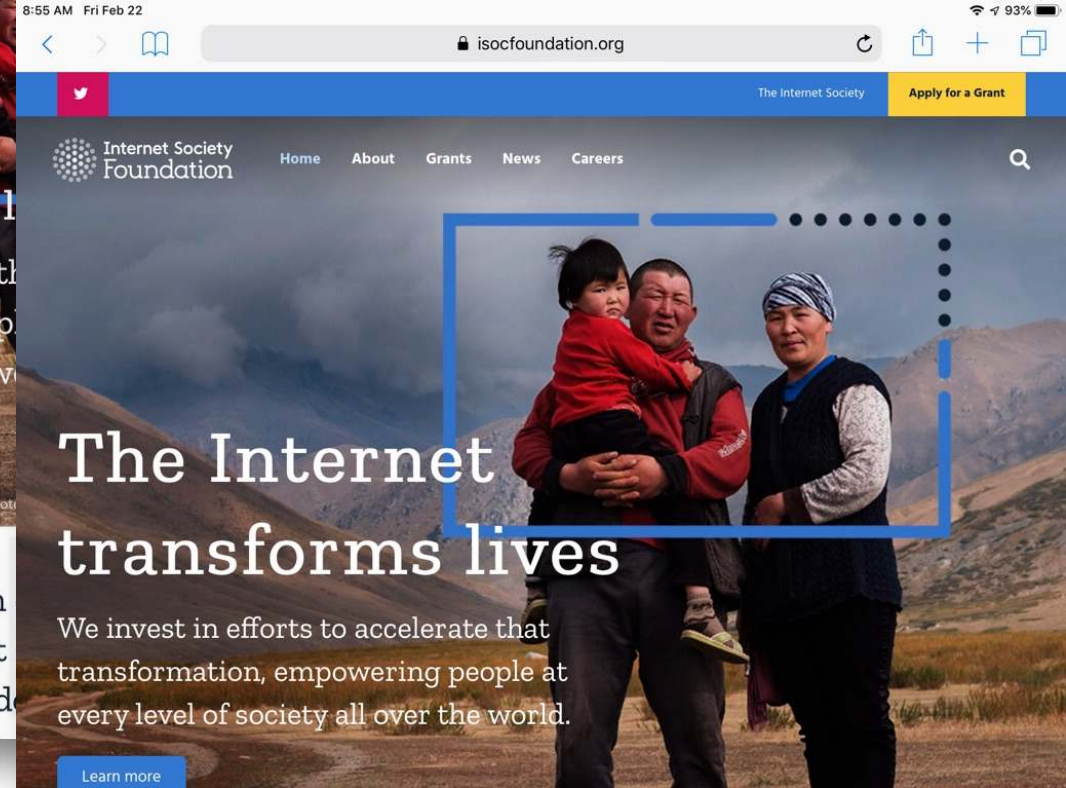 8:55 AM Fri Feb 22
93%
isocfoundation.org
The Internet Society
Apply for a Grant
Internet Society
Foundation
Home About Grants News Careers
The Internet
transforms lives
We invest in efforts to accelerate that
transformation, empowering people at
every level of society all over the world.
Learn more